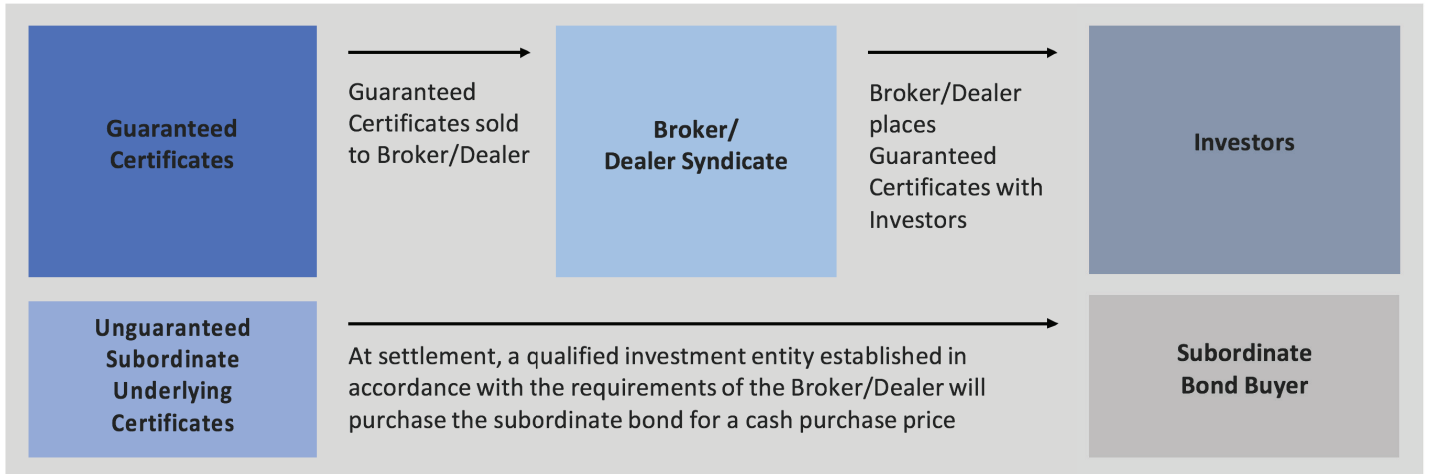 Guaranteed
Certificates
Guaranteed
Certificates sold
to Broker/Dealer
Broker/
Dealer Syndicate
Broker/Dealer
places
Guaranteed
Certificates with
Investors
Investors
Unguaranteed
Subordinate
Underlying
Certificates
At settlement, a qualified investment entity established in
accordance with the requirements of the Broker/Dealer will
purchase the subordinate bond for a cash purchase price
Subordinate
Bond Buyer